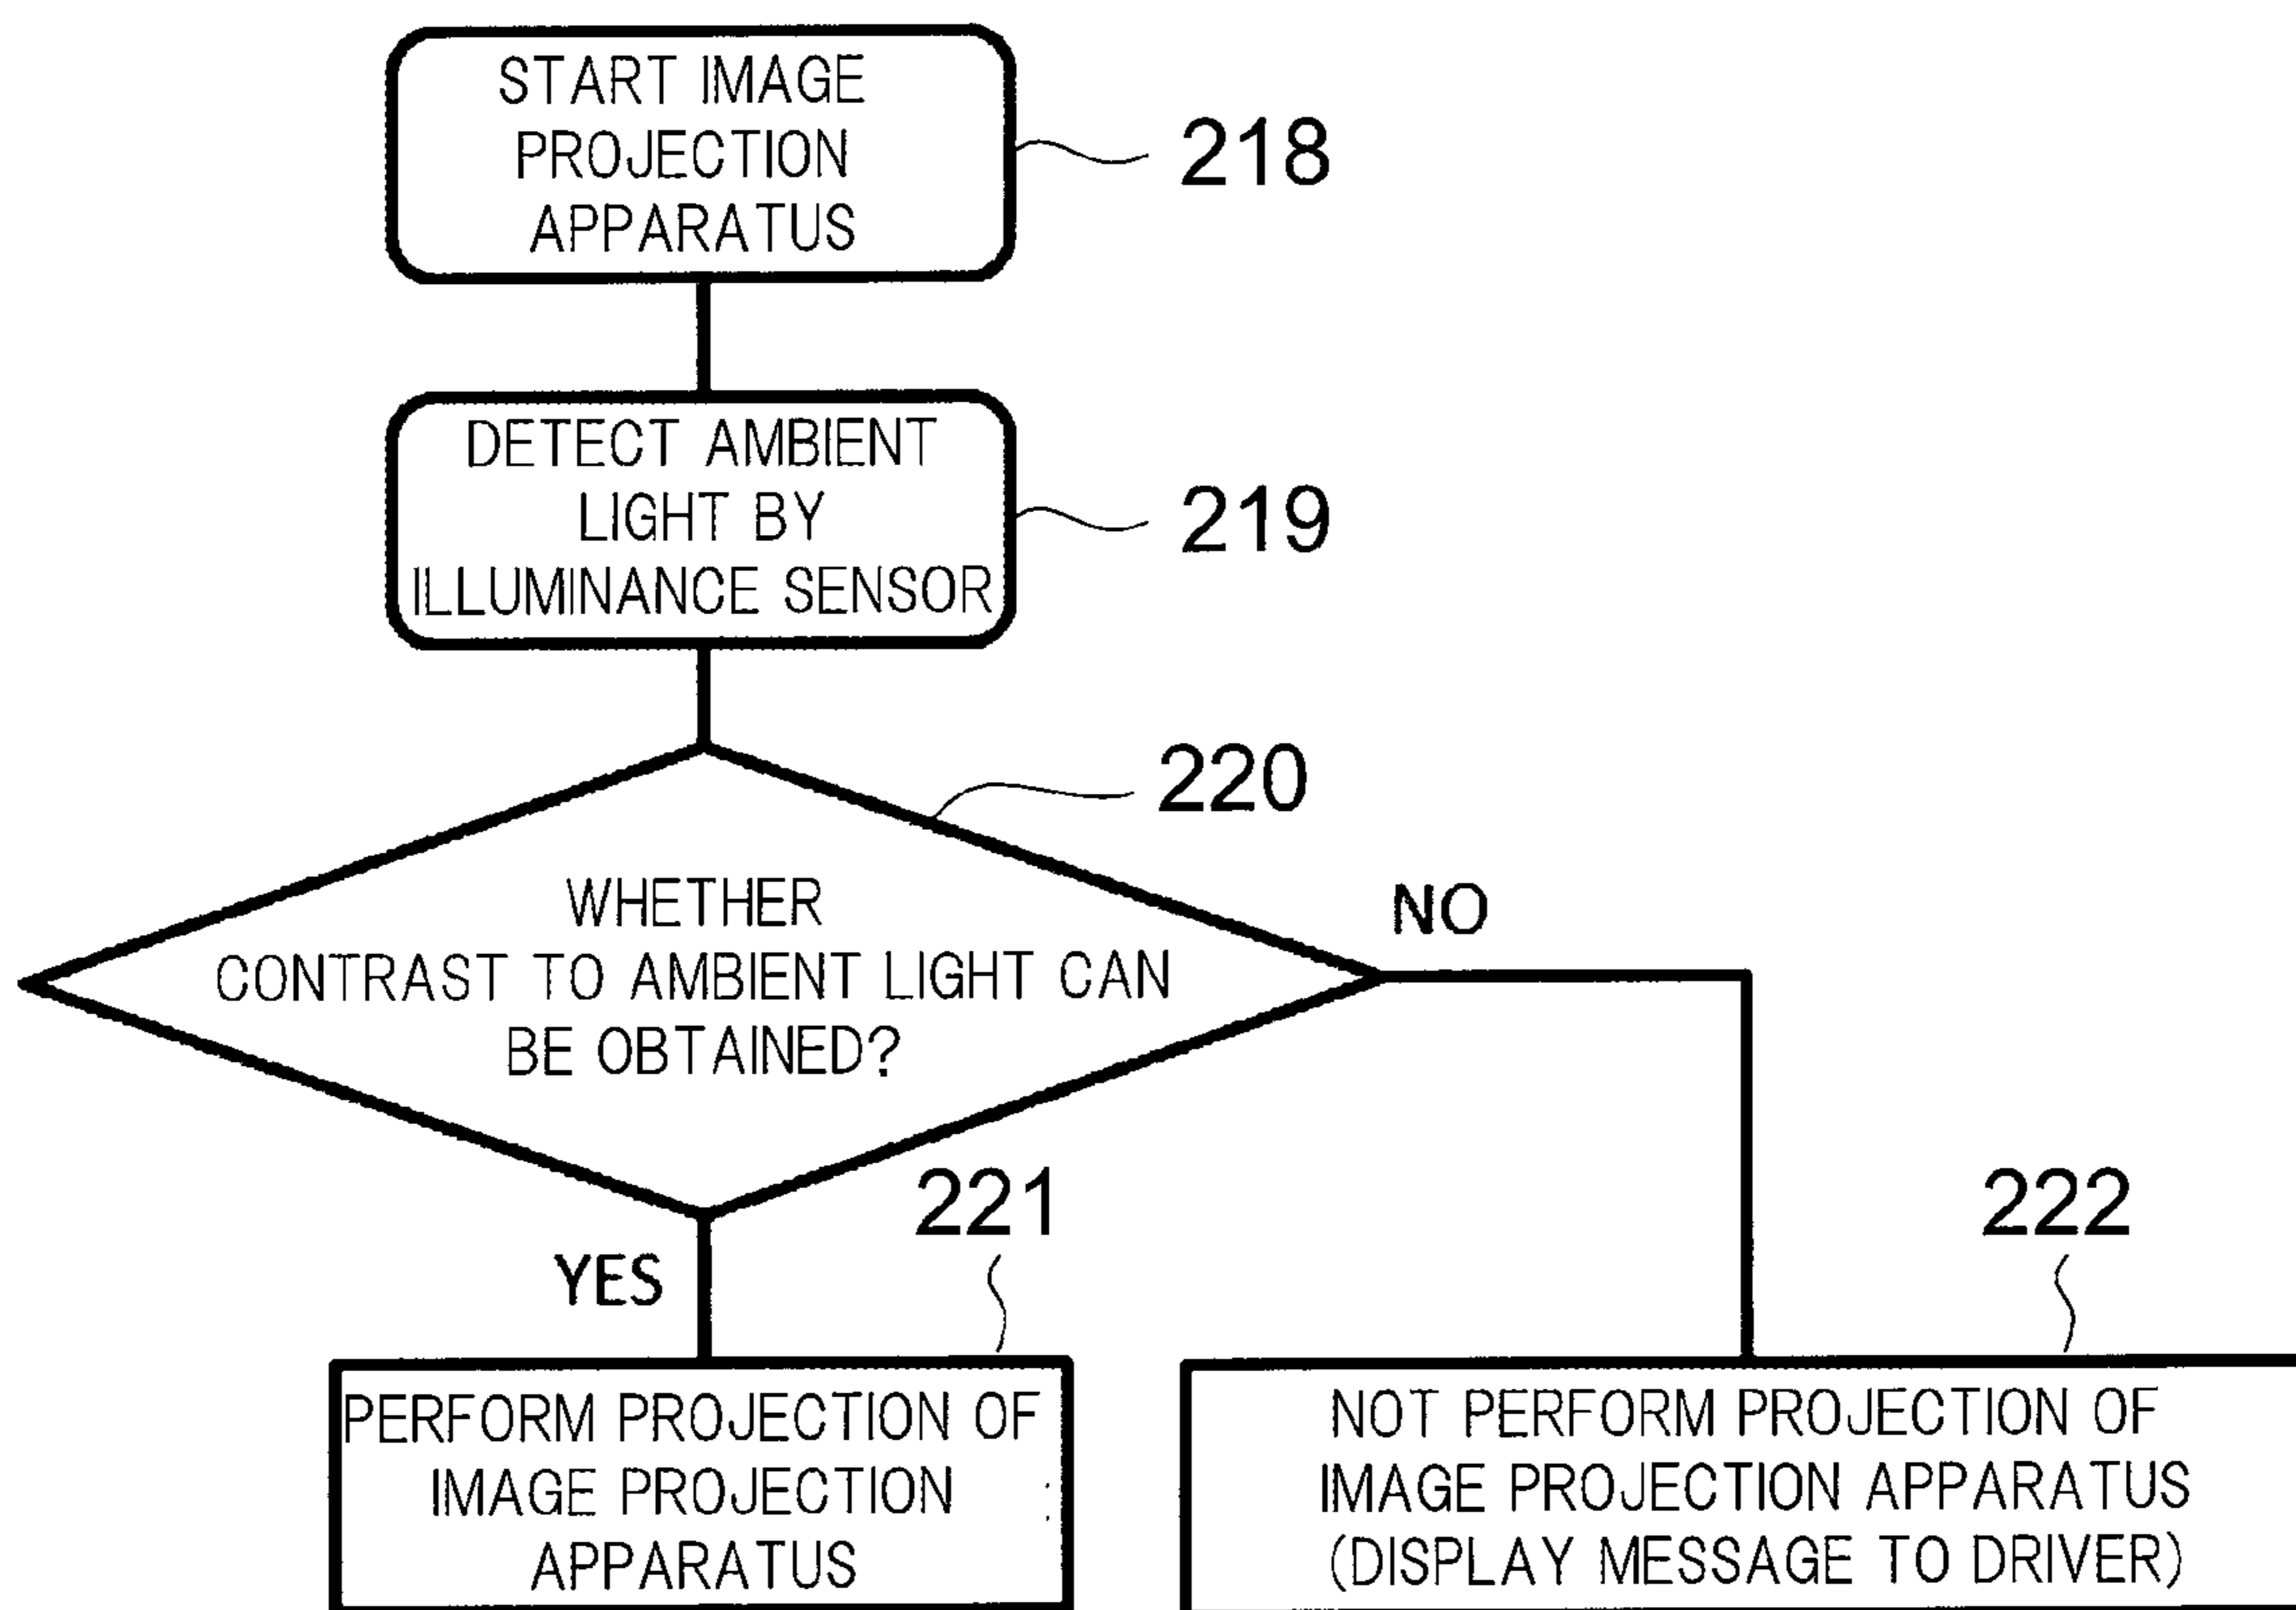 START IMAGE
PROJECTION
APPARATUS
218
DETECT AMBIENT
LIGHT BY
ILLUMINANCE SENSOR
219
220
WHETHER
CONTRAST TO AMBIENT LIGHT CAN
BE OBTAINED?
NO
YES
221
222
PERFORM PROJECTION OF
IMAGE PROJECTION
APPARATUS
NOT PERFORM PROJECTION OF
IMAGE PROJECTION APPARATUS
(DISPLAY MESSAGE TO DRIVER)